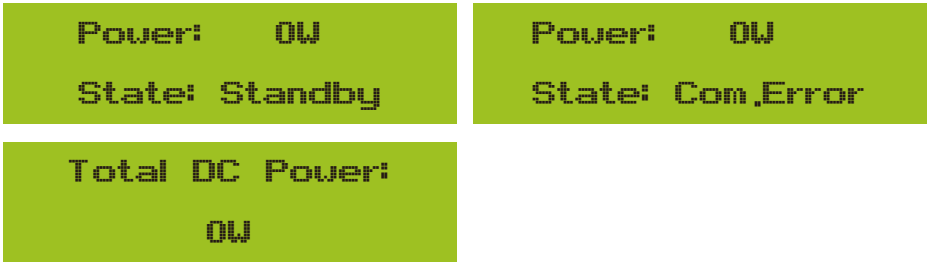 Power: 0W
State: Standby
Power: 0W
State: Com.Error
Total DC Power:
0W